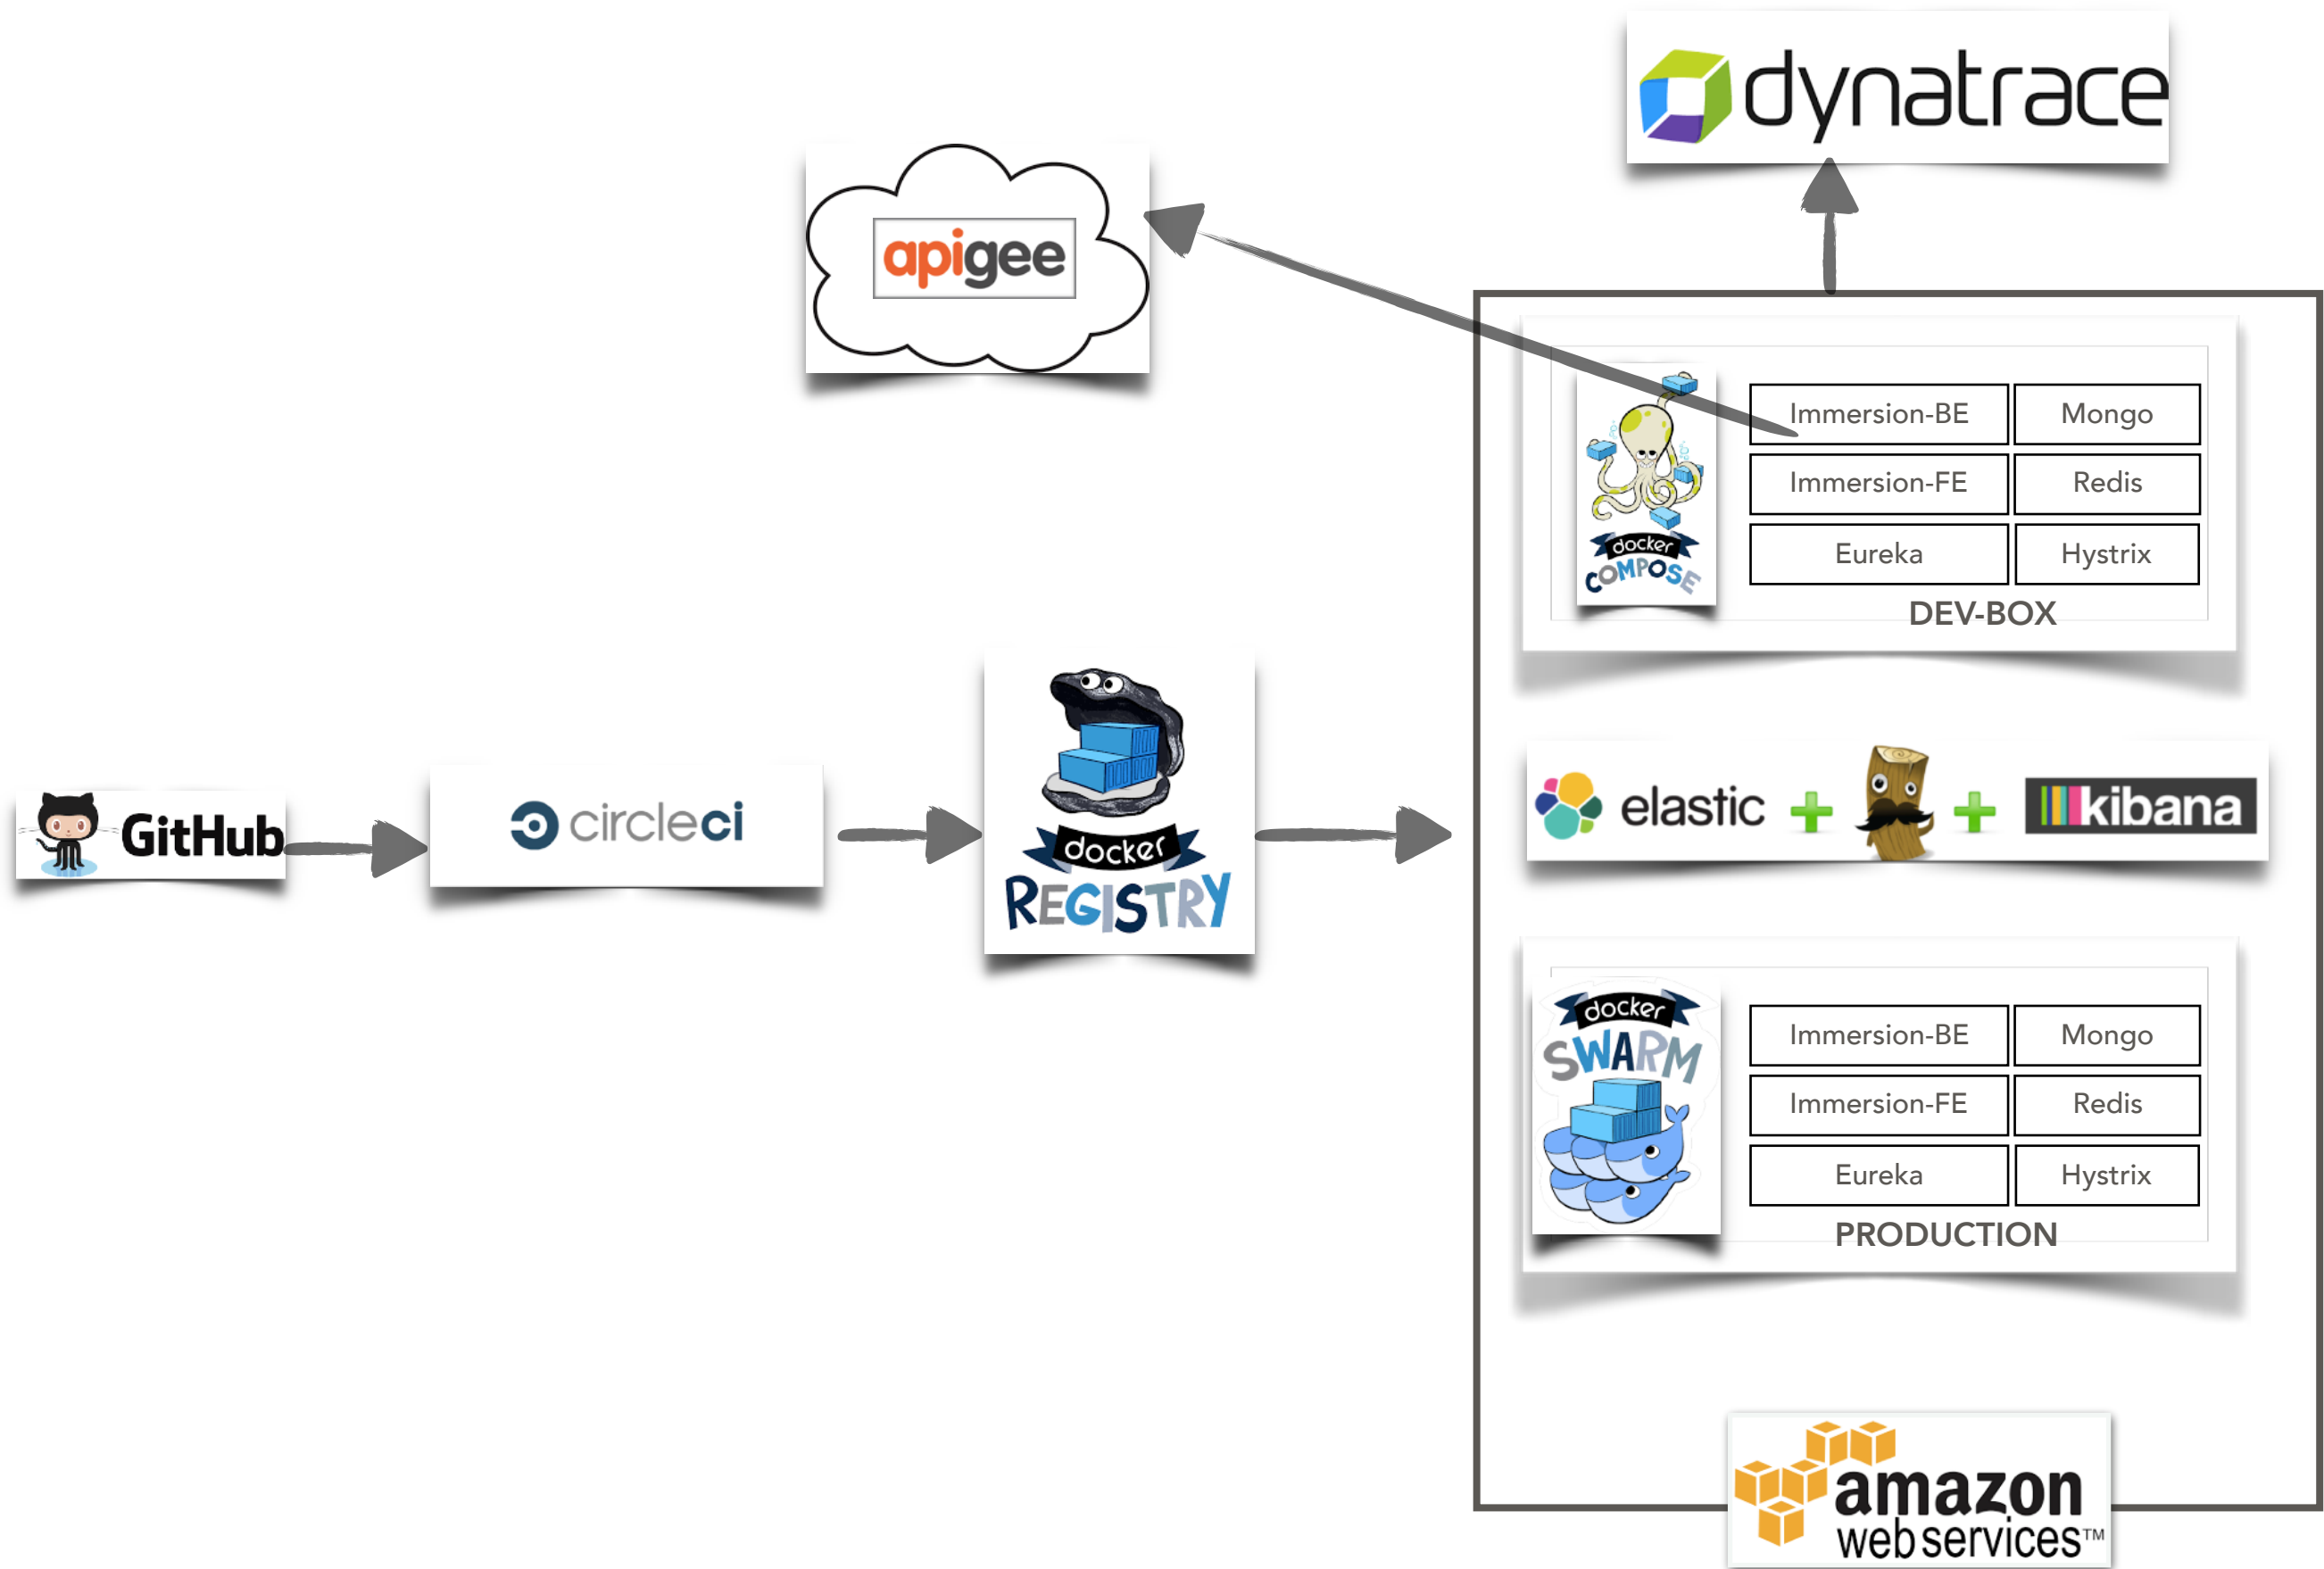 dynatrace
apigee
Immersion-BE
Mongo
Immersion-FE
Redis
Eureka
Hystrix
docker
COMPOSE
DEV-BOX
GitHub
circleci
docker
REGISTRY
elastic
kibana
docker
SWARM
Immersion-BE
Mongo
Immersion-FE
Redis
Eureka
Hystrix
PRODUCTION
amazon
webservices™